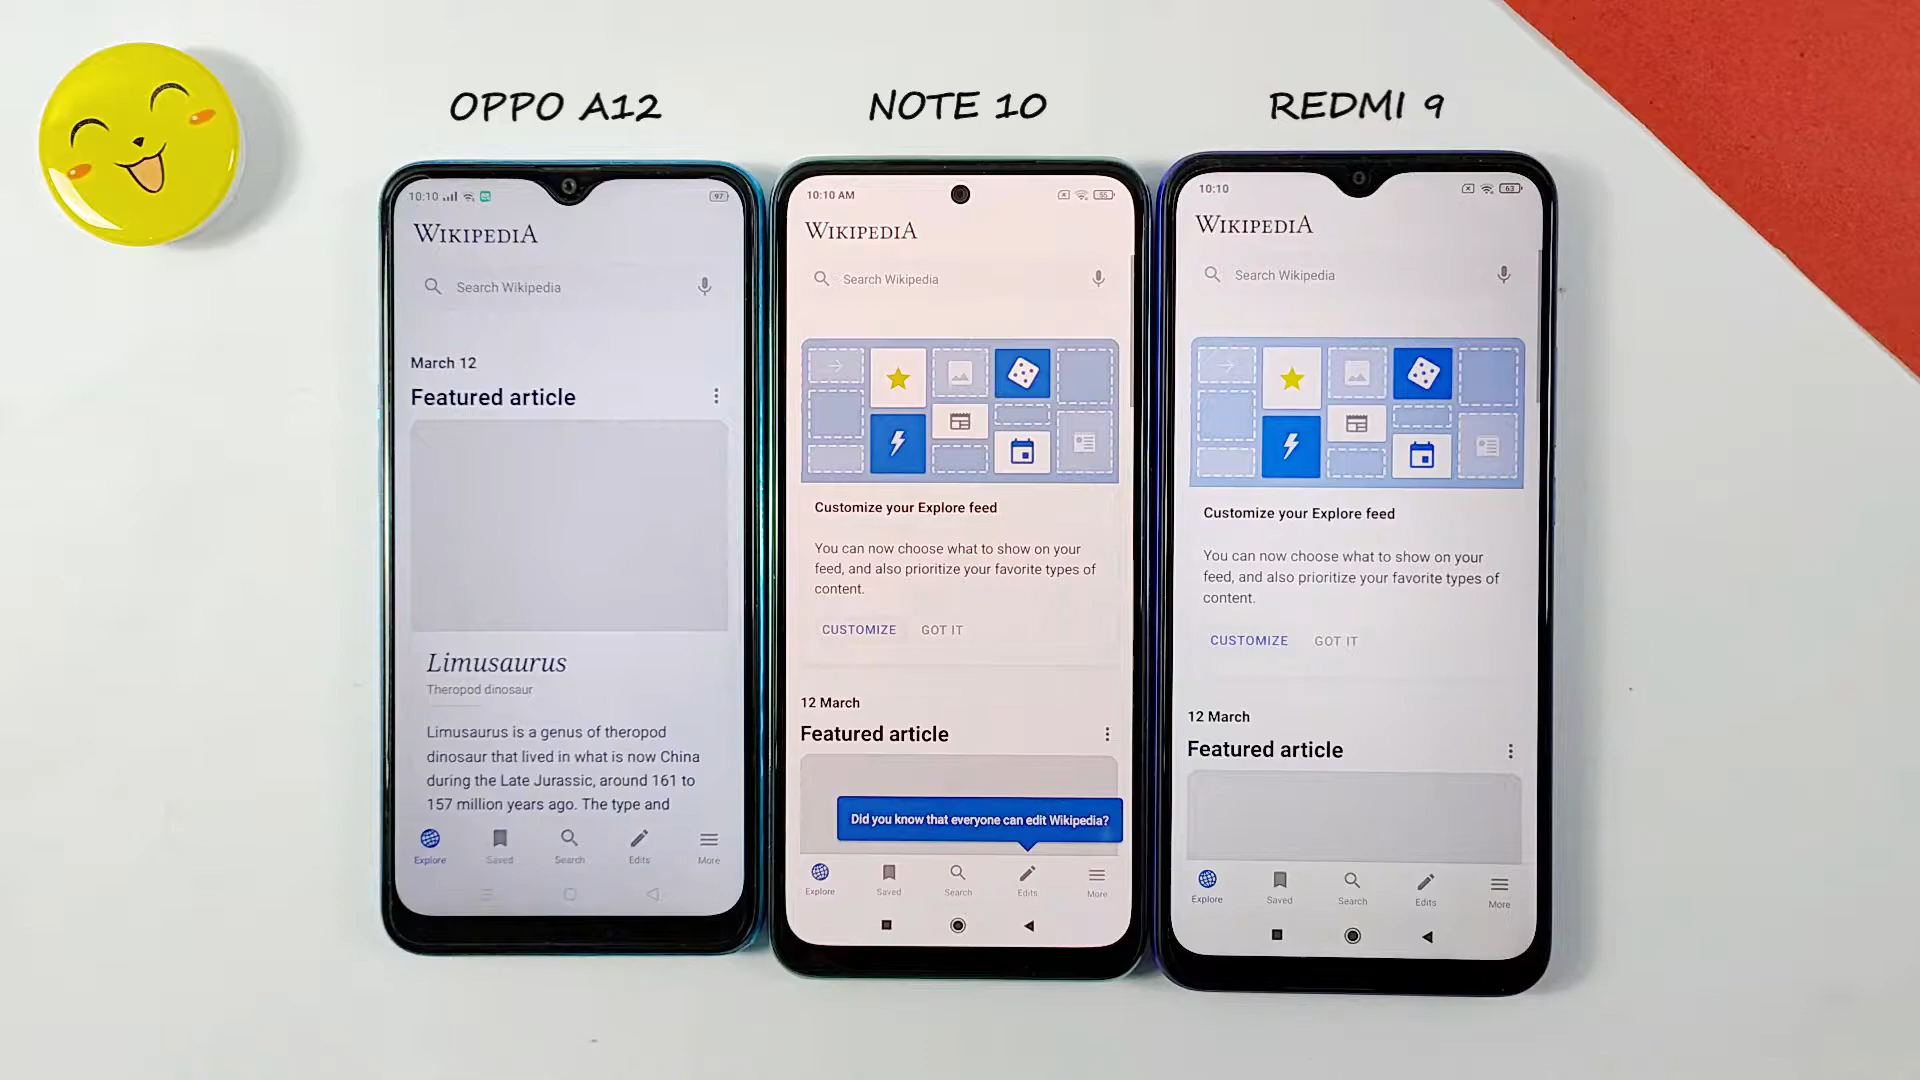 OPPO A12
NOTE 10
REDMI 9
10:10
97
WIKIPEDIA
Search Wikipedia
March 12
Featured article
Limusaurus
Theropod dinosaur
Limusaurus is a genus of theropod
dinosaur that lived in what is now China
during the Late Jurassic, around 161 to
157 million years ago. The type and
Explore
Saved
Search
Edits
More
10:10 AM
55
WIKIPEDIA
Search Wikipedia
Customize your Explore feed
You can now choose what to show on your
feed, and also prioritize your favorite types of
content.
CUSTOMIZE
GOT IT
12 March
Featured article
Did you know that everyone can edit Wikipedia?
Explore
Saved
Search
Edits
More
10:10
63
WIKIPEDIA
Search Wikipedia
Customize your Explore feed
You can now choose what to show on your
feed, and also prioritize your favorite types of
content.
CUSTOMIZE
GOT IT
12 March
Featured article
Explore
Saved
Search
Edits
More